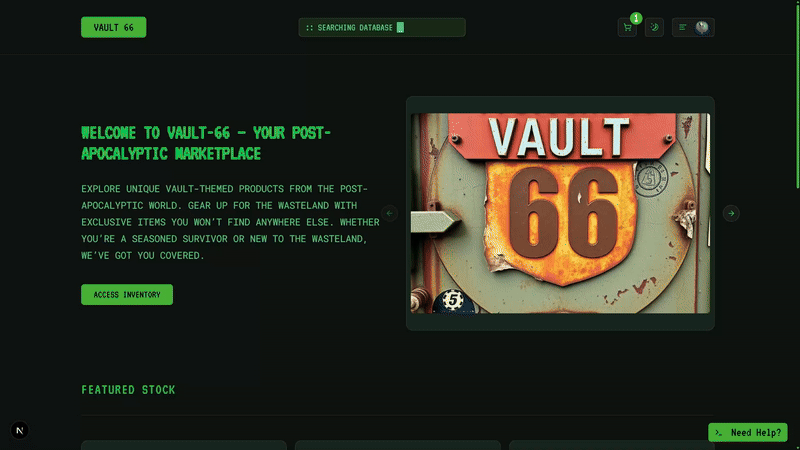 VAULT 66
:: SEARCHING DATABASE
1
WELCOME TO VAULT-66 — YOUR POST-
APOCALYPTIC MARKETPLACE
EXPLORE UNIQUE VAULT-THEMED PRODUCTS FROM THE POST-
APOCALYPTIC WORLD. GEAR UP FOR THE WASTELAND WITH
EXCLUSIVE ITEMS YOU WON'T FIND ANYWHERE ELSE. WHETHER
YOU'RE A SEASONED SURVIVOR OR NEW TO THE WASTELAND,
WE'VE GOT YOU COVERED.
ACCESS INVENTORY
VAULT
66
5
FEATURED STOCK
N
>_ Need Help?